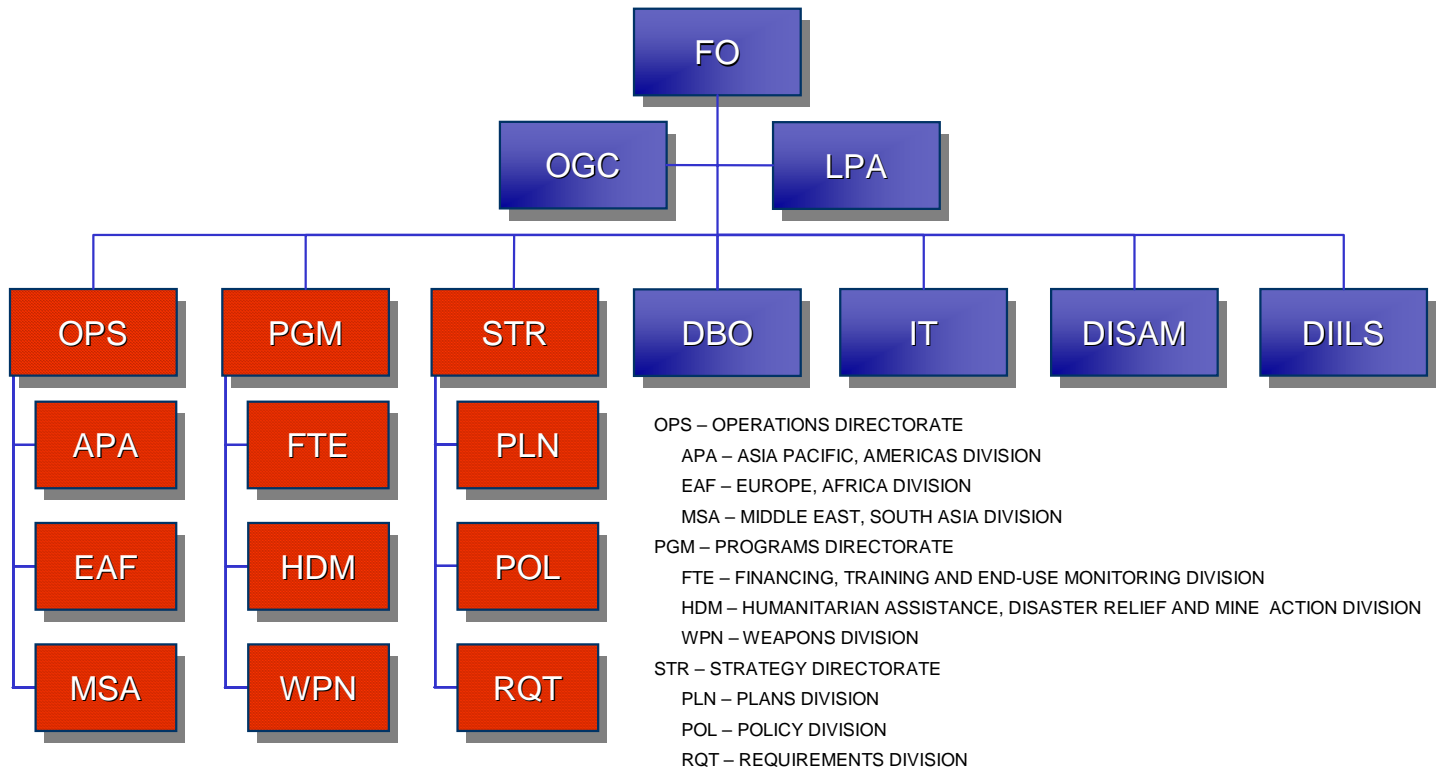 FO
OGC
LPA
OPS
PGM
STR
DBO
IT
DISAM
DIILS
APA
FTE
PLN
EAF
HDM
POL
MSA
WPN
RQT
OPS – OPERATIONS DIRECTORATE
APA – ASIA PACIFIC, AMERICAS DIVISION
EAF – EUROPE, AFRICA DIVISION
MSA – MIDDLE EAST, SOUTH ASIA DIVISION
PGM – PROGRAMS DIRECTORATE
FTE – FINANCING, TRAINING AND END-USE MONITORING DIVISION
HDM – HUMANITARIAN ASSISTANCE, DISASTER RELIEF AND MINE ACTION DIVISION
WPN – WEAPONS DIVISION
STR – STRATEGY DIRECTORATE
PLN – PLANS DIVISION
POL – POLICY DIVISION
RQT – REQUIREMENTS DIVISION